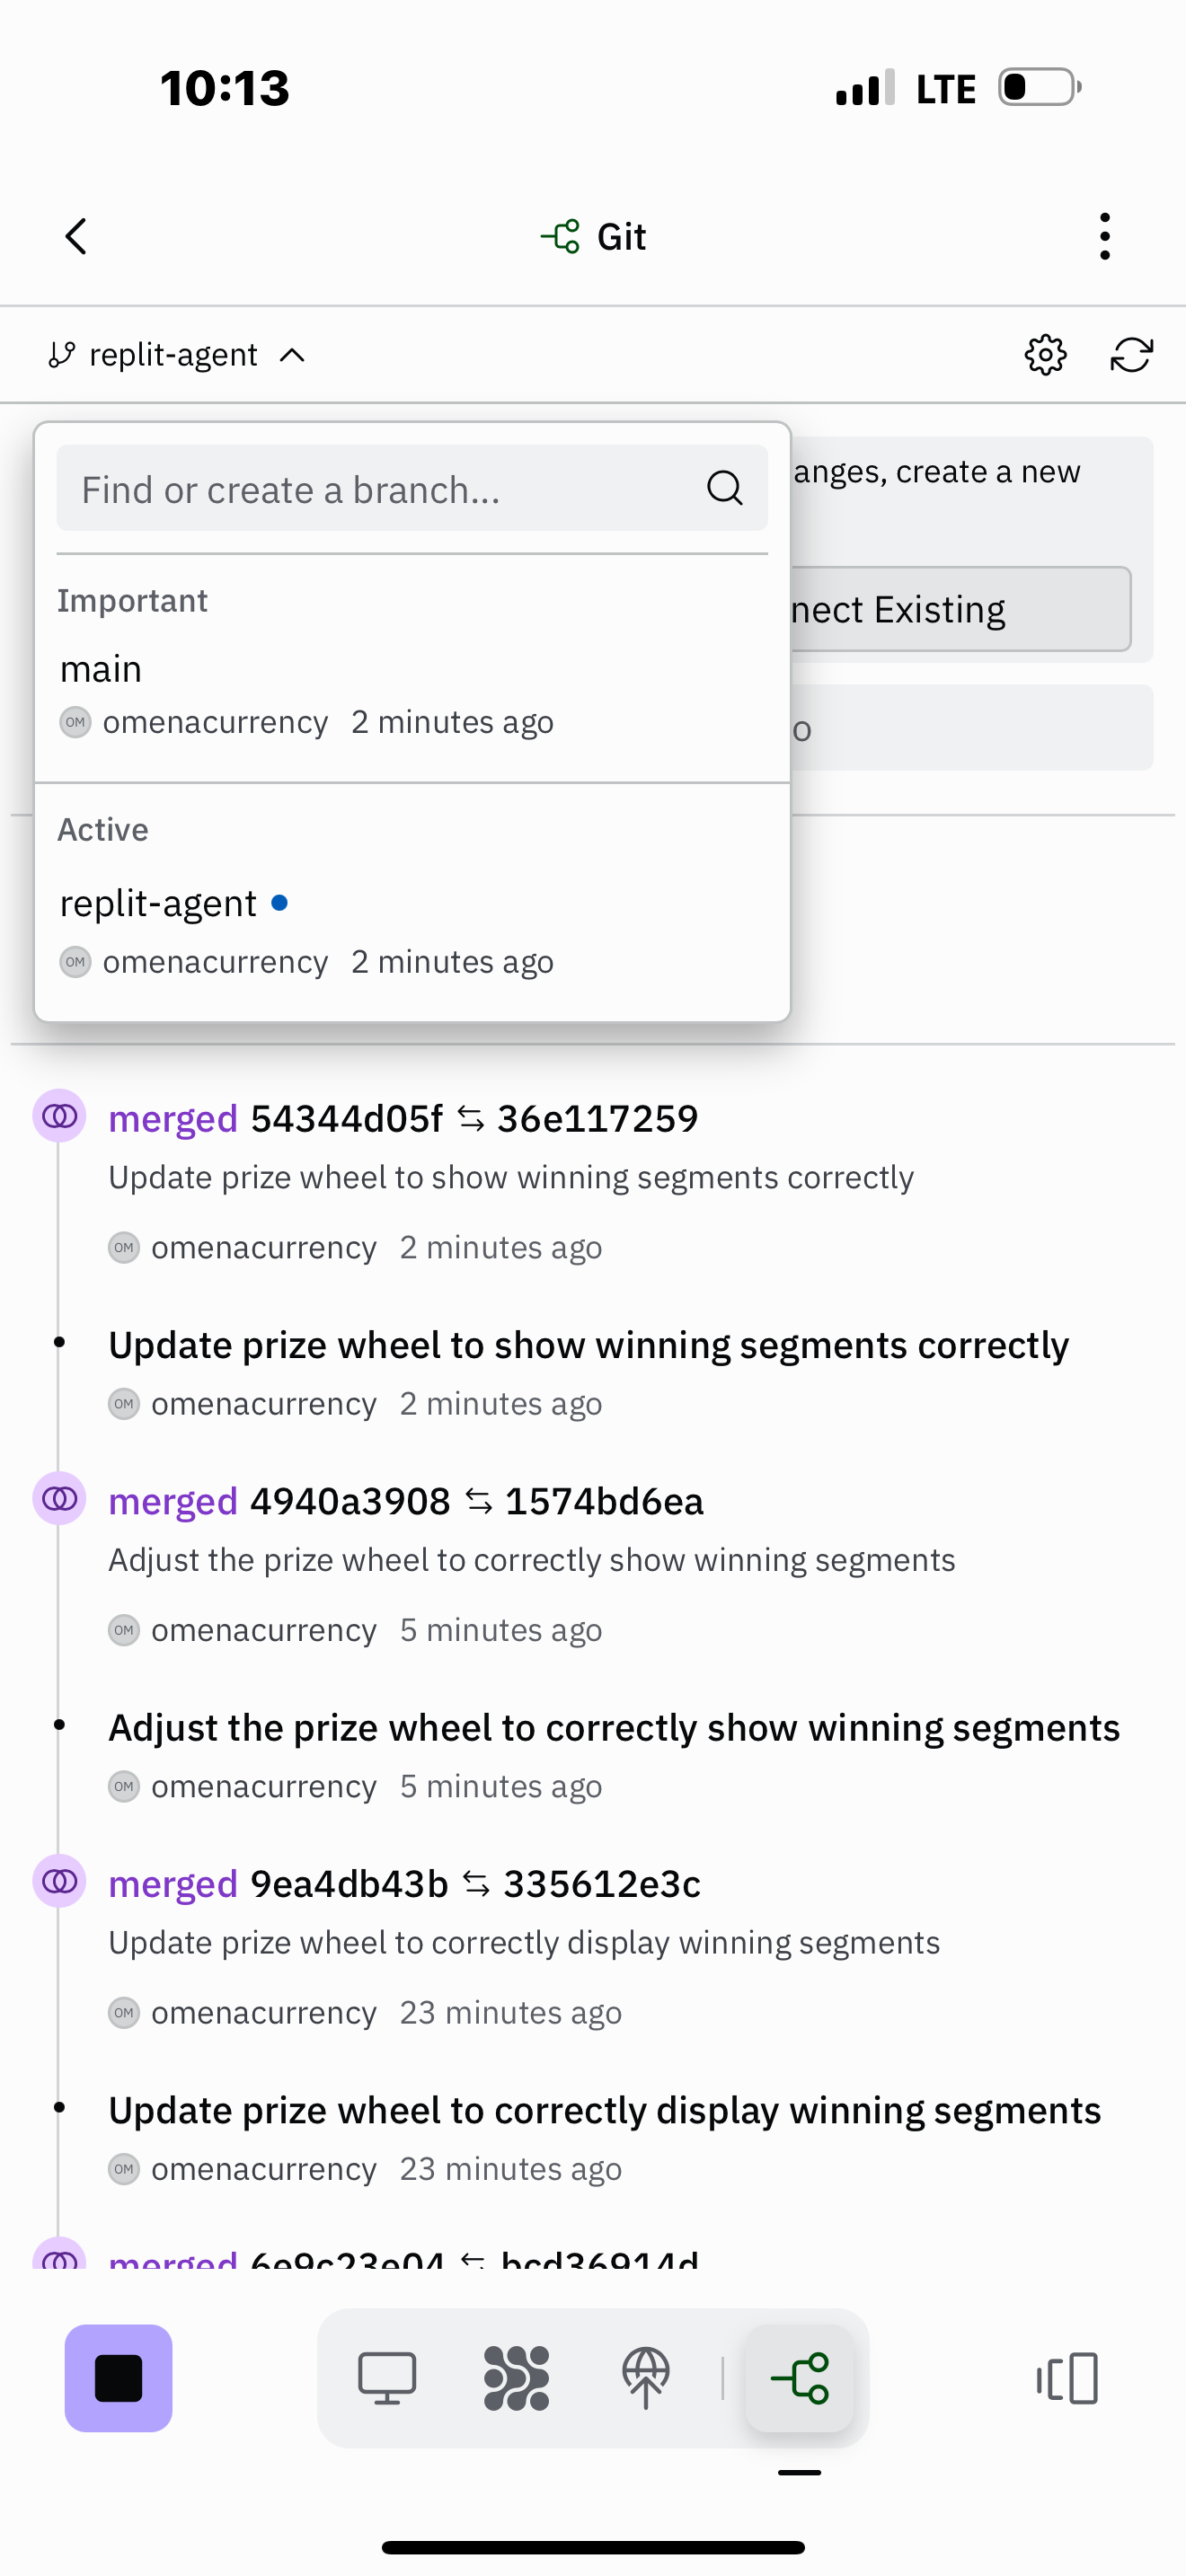 10:13
LTE
Git
replit-agent
Find or create a branch...
anges, create a new
nect Existing
o
Important
main
OM omenacurrency 2 minutes ago
Active
replit-agent
OM omenacurrency 2 minutes ago
merged 54344d05f ⇆ 36e117259
Update prize wheel to show winning segments correctly
OM omenacurrency 2 minutes ago
Update prize wheel to show winning segments correctly
OM omenacurrency 2 minutes ago
merged 4940a3908 ⇆ 1574bd6ea
Adjust the prize wheel to correctly show winning segments
OM omenacurrency 5 minutes ago
Adjust the prize wheel to correctly show winning segments
OM omenacurrency 5 minutes ago
merged 9ea4db43b ⇆ 335612e3c
Update prize wheel to correctly display winning segments
OM omenacurrency 23 minutes ago
Update prize wheel to correctly display winning segments
OM omenacurrency 23 minutes ago
merged 6e9c23e04 ⇆ bcd36914d